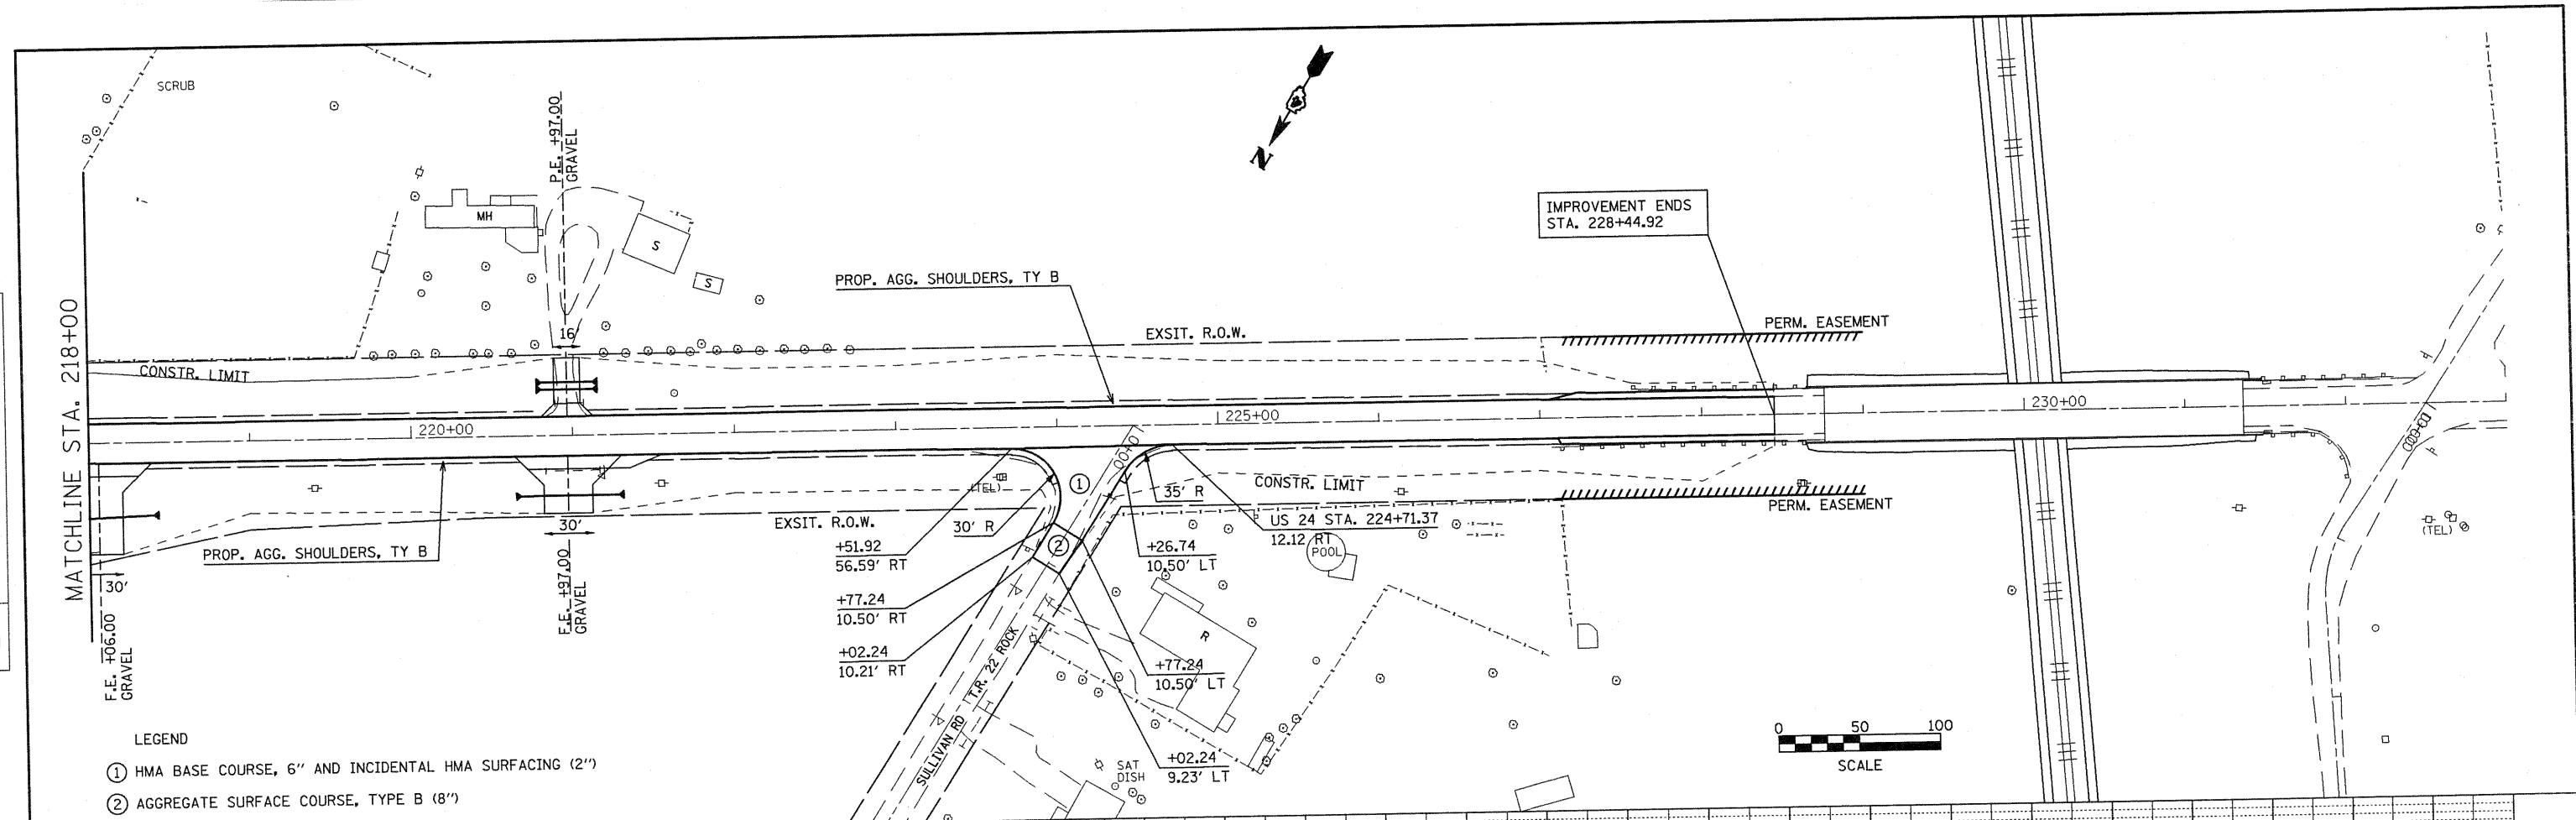 SCRUB
MATCHLINE STA. 218+00
P.E. +97.00
GRAVEL
MH
S
S
16'
N
IMPROVEMENT ENDS
STA. 228+44.92
PROP. AGG. SHOULDERS, TY B
EXSIT. R.O.W.
PERM. EASEMENT
CONSTR. LIMIT
220+00
225+00
230+00
00+0
1
(TEL)
35' R
CONSTR. LIMIT
PERM. EASEMENT
EXSIT. R.O.W.
30' R
US 24 STA. 224+71.37
12.12 RT
POOL
PROP. AGG. SHOULDERS, TY B
30'
30'
F.E. +06.00
GRAVEL
F.E. +97.00
GRAVEL
+51.92
56.59' RT
2
+26.74
10.50' LT
+77.24
10.50' RT
+02.24
10.21' RT
+77.24
10.50' LT
+02.24
9.23' LT
R
T.R. 22 ROCK
SULLIVAN RD
SAT
DISH
(TEL)
0 50 100
SCALE
LEGEND
1 HMA BASE COURSE, 6" AND INCIDENTAL HMA SURFACING (2")
2 AGGREGATE SURFACE COURSE, TYPE B (8")